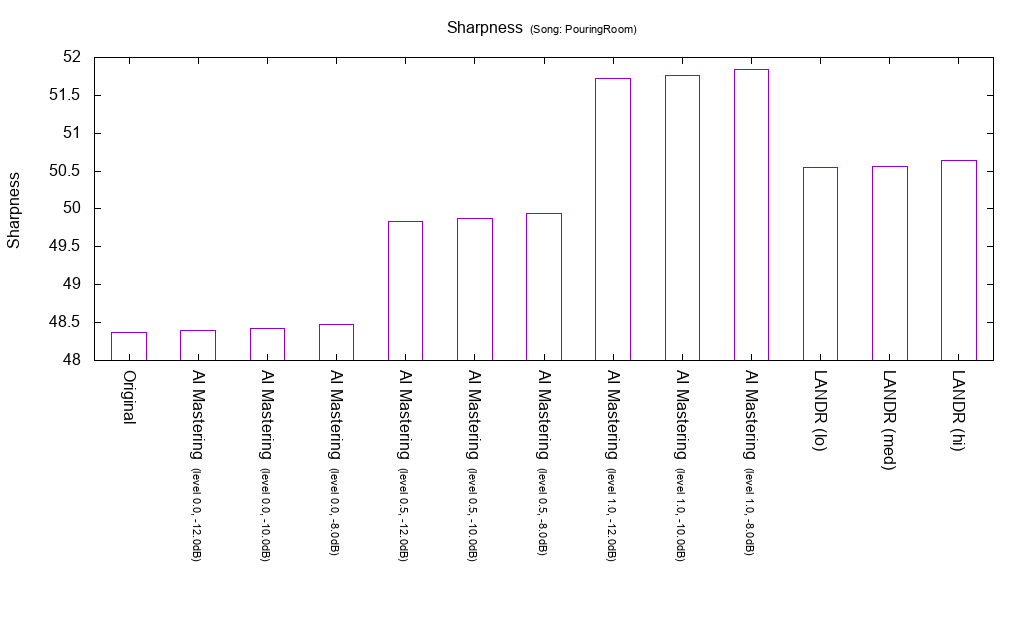 Sharpness (Song: PouringRoom)
Sharpness
52
51.5
51
50.5
50
49.5
49
48.5
48
Original
AI Mastering (level 0.0, -12.0dB)
AI Mastering (level 0.0, -10.0dB)
AI Mastering (level 0.0, -8.0dB)
AI Mastering (level 0.5, -12.0dB)
AI Mastering (level 0.5, -10.0dB)
AI Mastering (level 0.5, -8.0dB)
AI Mastering (level 1.0, -12.0dB)
AI Mastering (level 1.0, -10.0dB)
AI Mastering (level 1.0, -8.0dB)
LANDR (lo)
LANDR (med)
LANDR (hi)